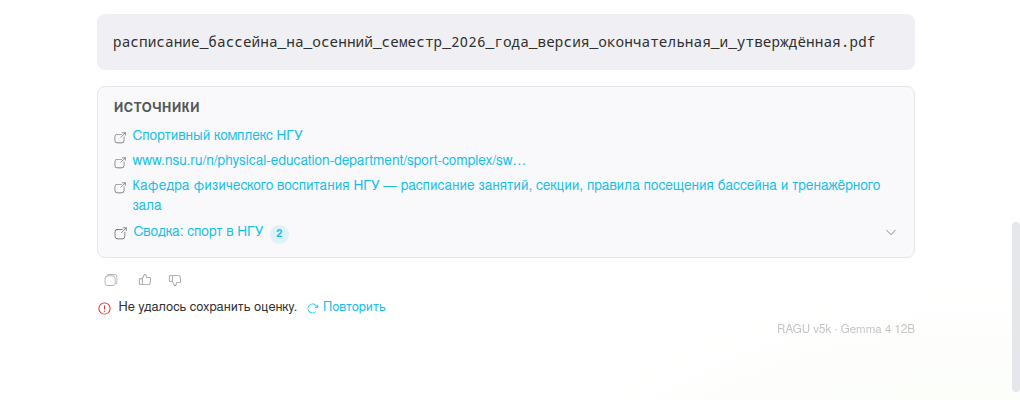 расписание_бассейна_на_осенний_семестр_2026_года_версия_окончательная_и_утверждённая.pdf
ИСТОЧНИКИ
Спортивный комплекс НГУ
www.nsu.ru/n/physical-education-department/sport-complex/sw…
Кафедра физического воспитания НГУ — расписание занятий, секции, правила посещения бассейна и тренажёрного
зала
Сводка: спорт в НГУ 2
Не удалось сохранить оценку. Повторить
RAGU v5k · Gemma 4 12B